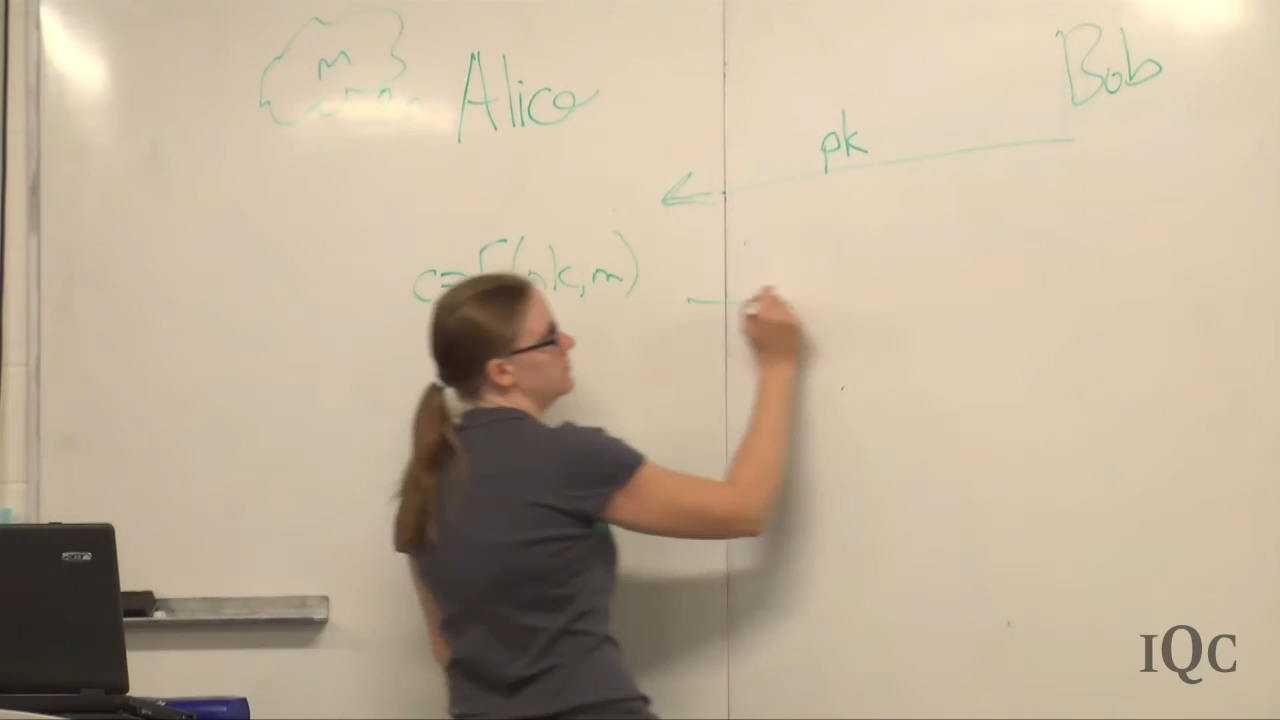 m
Alice
Bob
pk
c= (pk,m)
IQC